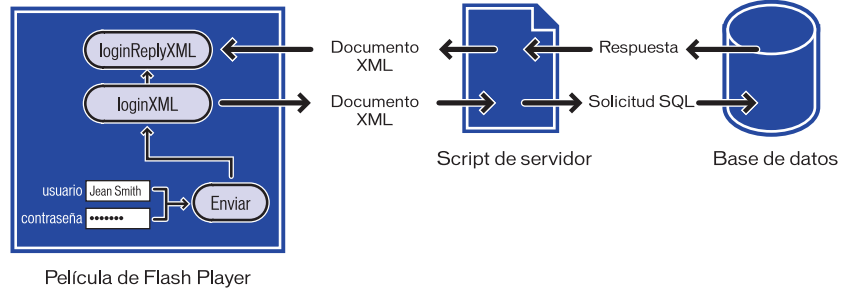 loginReplyXML
Documento
XML
Respuesta
loginXML
Documento
XML
Solicitud SQL
Script de servidor
Base de datos
usuario
Jean Smith
contraseña
•••••••
Enviar
Película de Flash Player